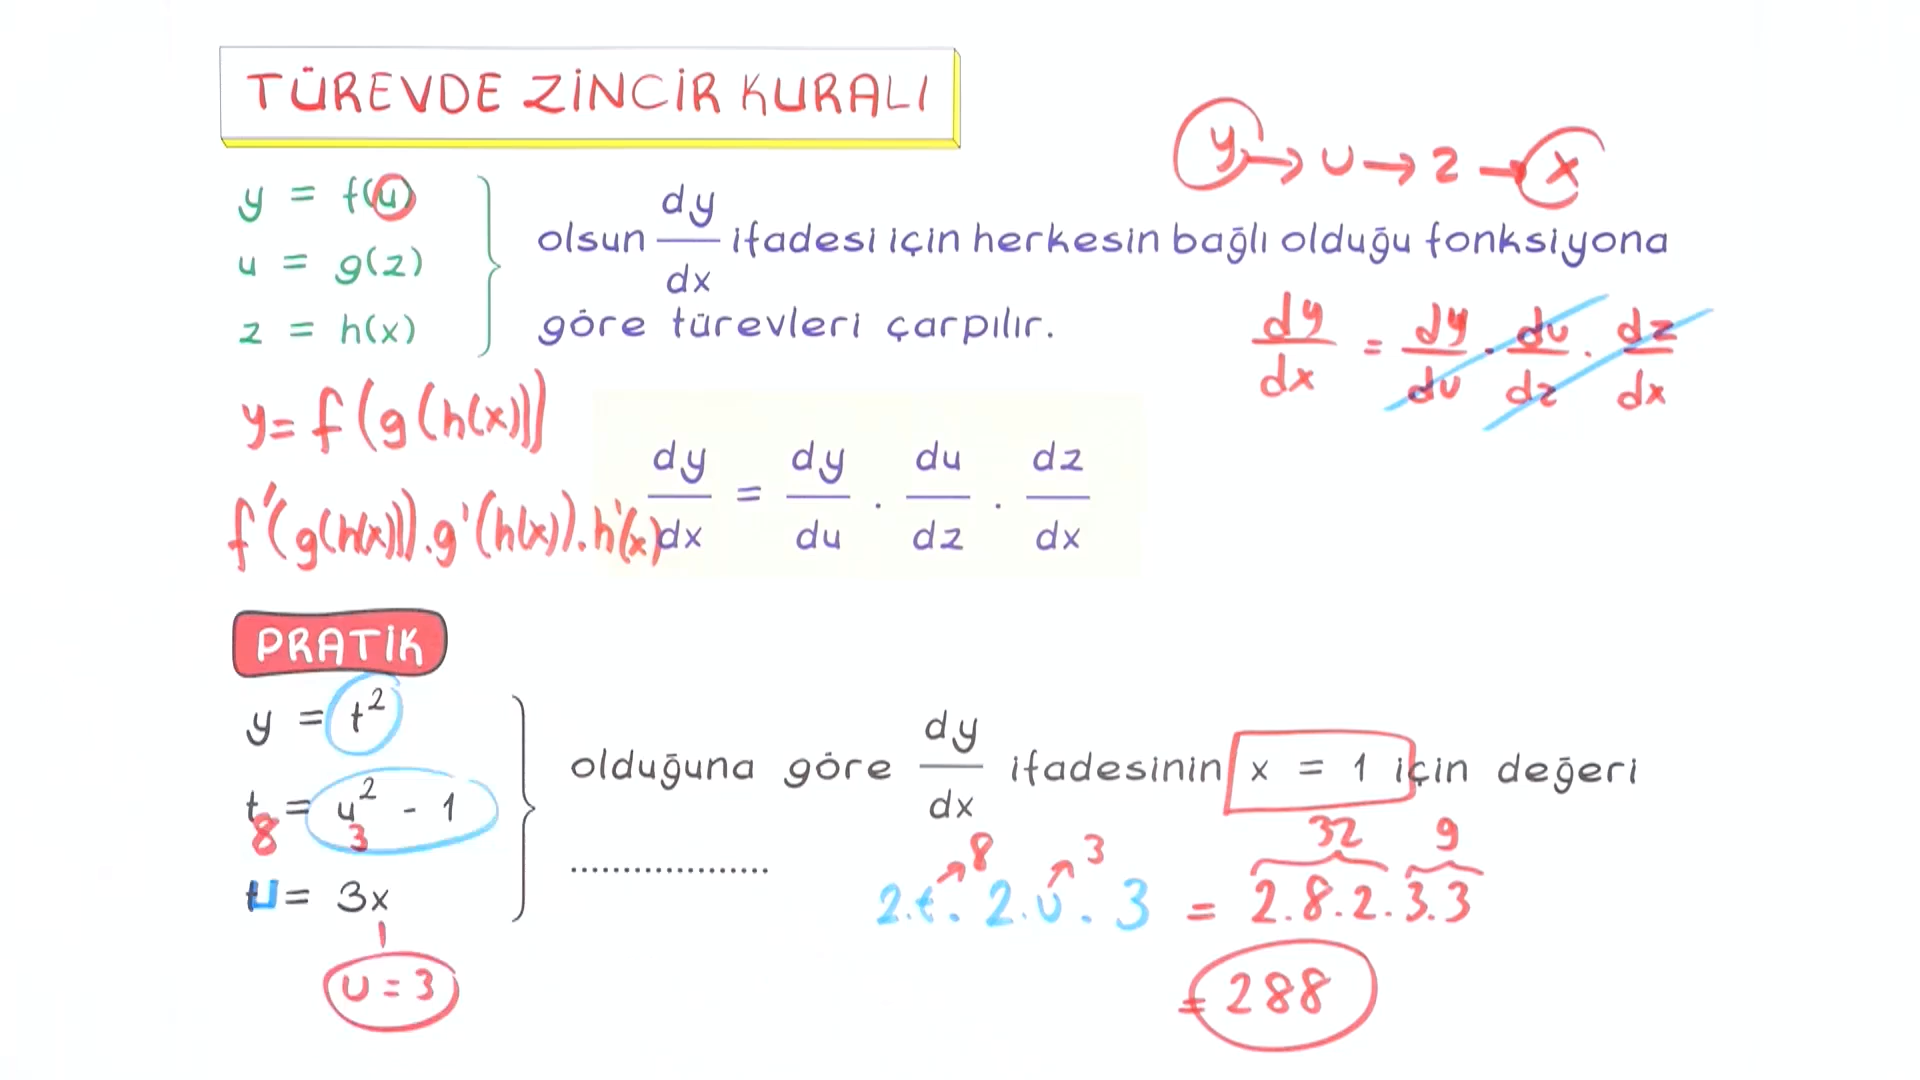 TÜREVDE ZİNCİR KURALI
y → u → z → x
y = f(u)
u = g(z)
z = h(x)
olsun dy/dx ifadesi için herkesin bağlı olduğu fonksiyona
göre türevleri çarpılır.
dy/dx = dy/du . du/dz . dz/dx
y = f(g(h(x)))
dy/dx = dy/du . du/dz . dz/dx
f'(g(h(x))).g'(h(x)).h'(x)
PRATİK
y = t²
t = u² - 1
8 3
u = 3x
1
u = 3
olduğuna göre dy/dx ifadesinin x = 1 için değeri
..................
8 3 32 9
2.t. 2.u. 3 = 2.8.2.3.3
= 288